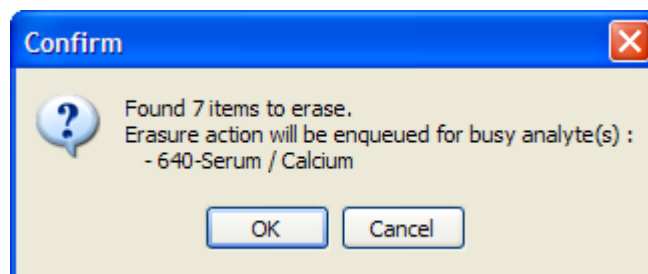 Confirm
Found 7 items to erase.
Erasure action will be enqueued for busy analyte(s) :
- 640-Serum / Calcium
OK
Cancel